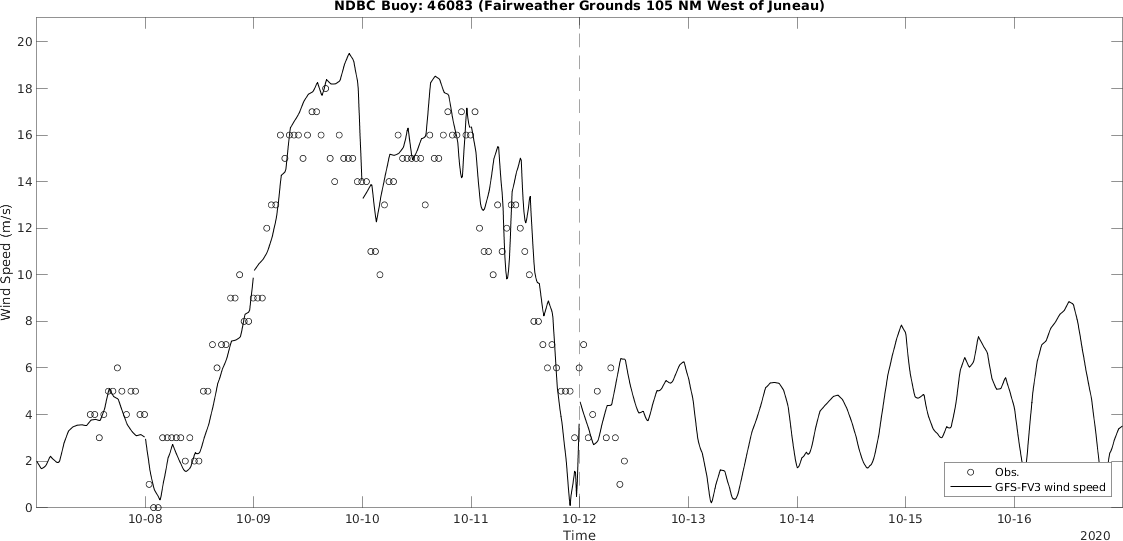 NDBC Buoy: 46083 (Fairweather Grounds 105 NM West of Juneau)
20
18
16
14
12
10
8
6
4
2
0
Wind Speed (m/s)
10-08 10-09 10-10 10-11 10-12 10-13 10-14 10-15 10-16
Time
2020
Obs.
GFS-FV3 wind speed